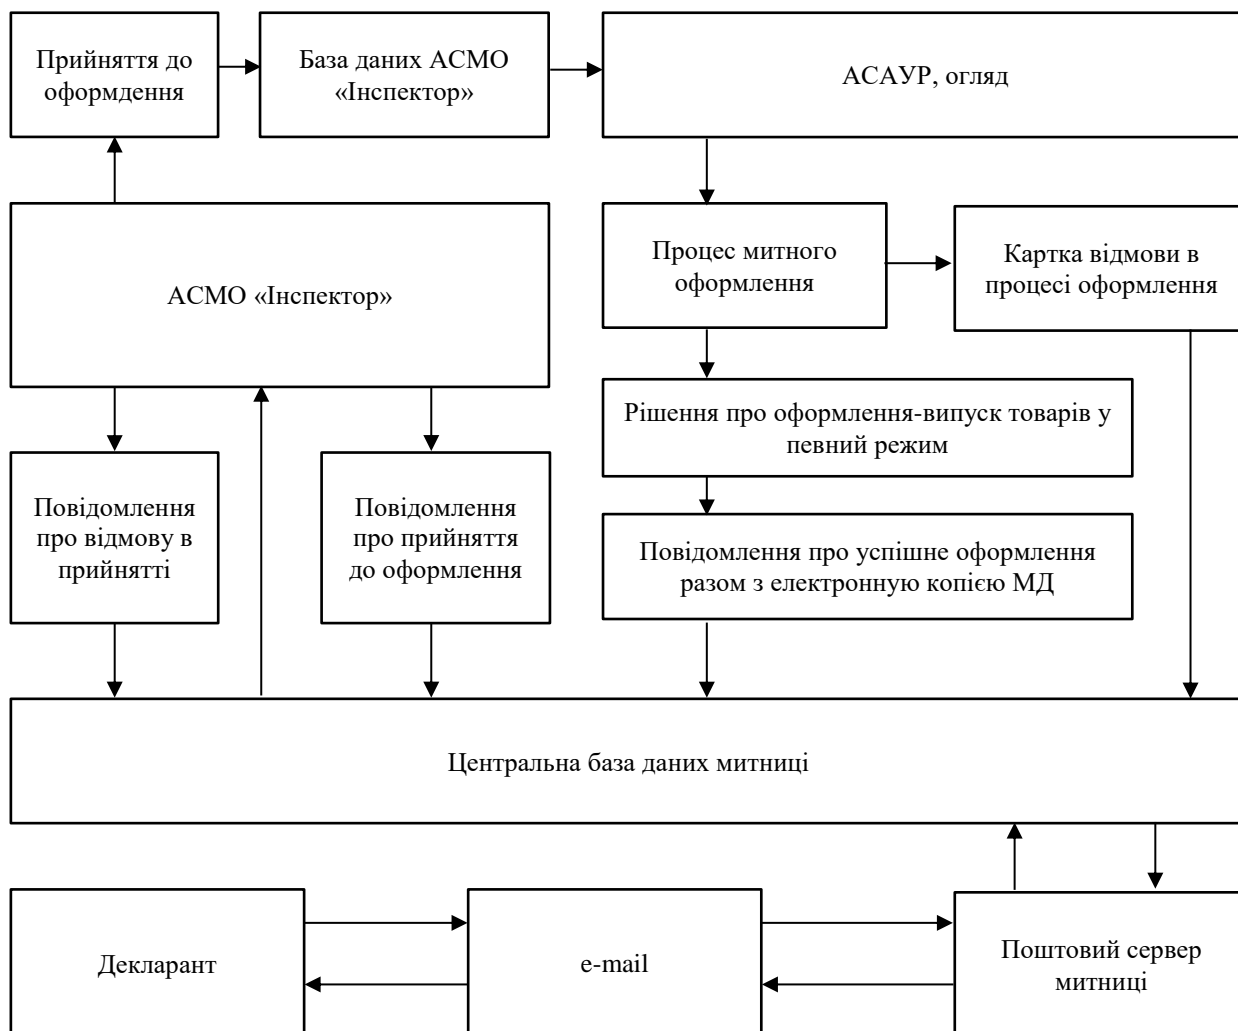 Прийняття до
оформдення
База даних АСМО
«Інспектор»
АСАУР, огляд
АСМО «Інспектор»
Процес митного
оформлення
Картка відмови в
процесі оформлення
Рішення про оформлення-випуск товарів у
певний режим
Повідомлення
про відмову в
прийнятті
Повідомлення
про прийняття
до оформлення
Повідомлення про успішне оформлення
разом з електронную копією МД
Центральна база даних митниці
Декларант
e-mail
Поштовий сервер
митниці